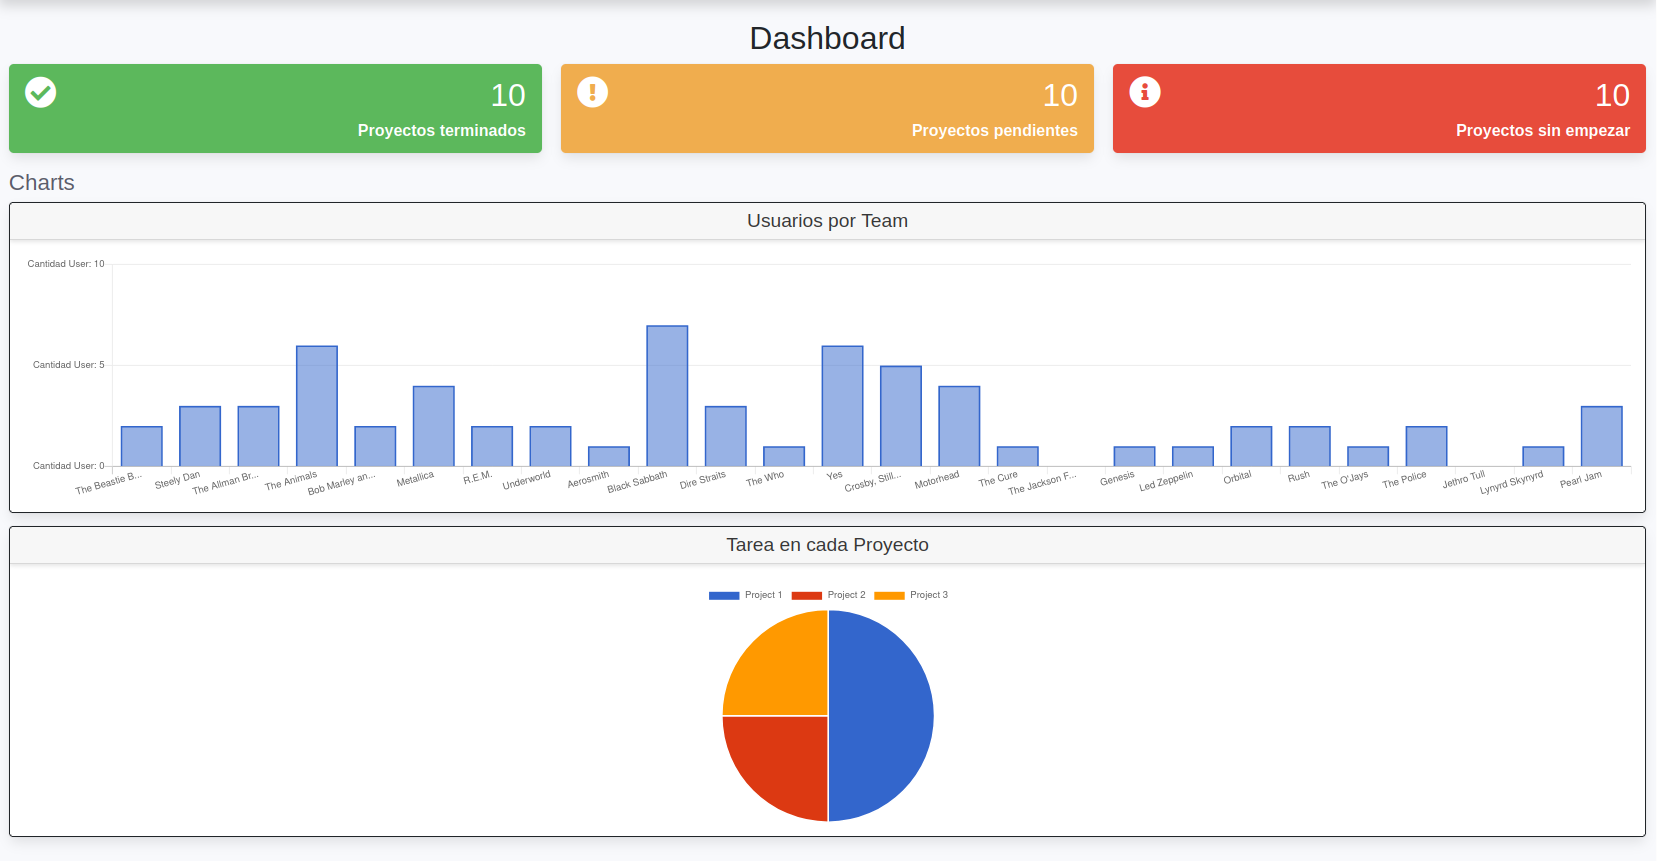 Dashboard
10
Proyectos terminados
10
Proyectos pendientes
10
Proyectos sin empezar
Charts
Usuarios por Team
Cantidad User: 10
Cantidad User: 5
Cantidad User: 0
The Beastie B...
Steely Dan
The Allman Br...
The Animals
Bob Marley an...
Metallica
R.E.M.
Underworld
Aerosmith
Black Sabbath
Dire Straits
The Who
Yes
Crosby, Still...
Motorhead
The Cure
The Jackson F...
Genesis
Led Zeppelin
Orbital
Rush
The O'Jays
The Police
Jethro Tull
Lynyrd Skynyrd
Pearl Jam
Tarea en cada Proyecto
Project 1
Project 2
Project 3